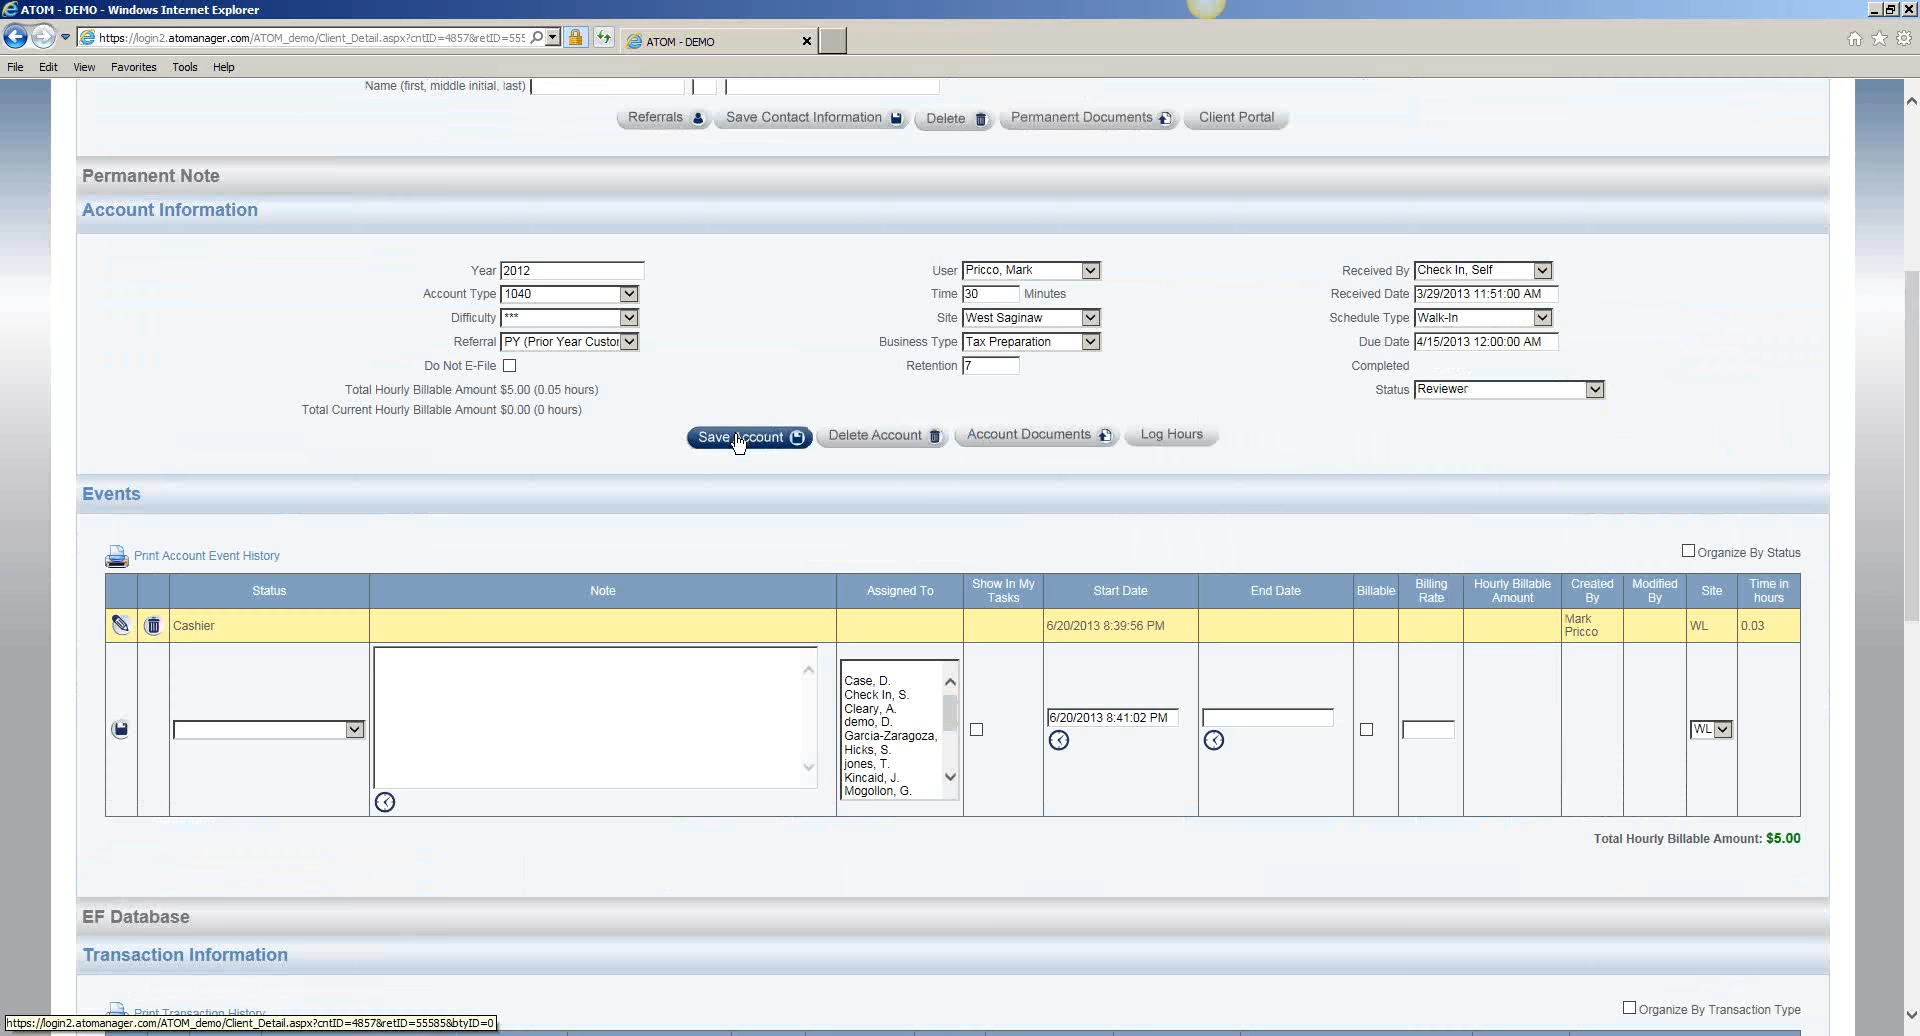 ATOM - DEMO - Windows Internet Explorer
https://login2.atomanager.com/ATOM_demo/Client_Detail.aspx?cntID=4857&retID=555
ATOM - DEMO
File Edit View Favorites Tools Help
Name (first, middle initial, last)
Referrals Save Contact Information Delete Permanent Documents Client Portal
Permanent Note
Account Information
Year 2012 User Pricco, Mark Received By Check In, Self
Account Type 1040 Time 30 Minutes Received Date 3/29/2013 11:51:00 AM
Difficulty *** Site West Saginaw Schedule Type Walk-In
Referral PY (Prior Year Custor Business Type Tax Preparation Due Date 4/15/2013 12:00:00 AM
Do Not E-File Retention 7 Completed
Total Hourly Billable Amount $5.00 (0.05 hours) Status Reviewer
Total Current Hourly Billable Amount $0.00 (0 hours)
Save Account Delete Account Account Documents Log Hours
Events
Print Account Event History Organize By Status
Status Note Assigned To Show In My Tasks Start Date End Date Billable Billing Rate Hourly Billable Amount Created By Modified By Site Time in hours
Cashier 6/20/2013 8:39:56 PM Mark Pricco WL 0.03
Case, D.
Check In, S.
Cleary, A.
demo, D. 6/20/2013 8:41:02 PM
Garcia-Zaragoza, WL
Hicks, S.
jones, T.
Kincaid, J.
Mogollon, G.
Total Hourly Billable Amount: $5.00
EF Database
Transaction Information
Print Transaction History Organize By Transaction Type
https://login2.atomanager.com/ATOM_demo/Client_Detail.aspx?cntID=4857&retID=55585&btyID=0